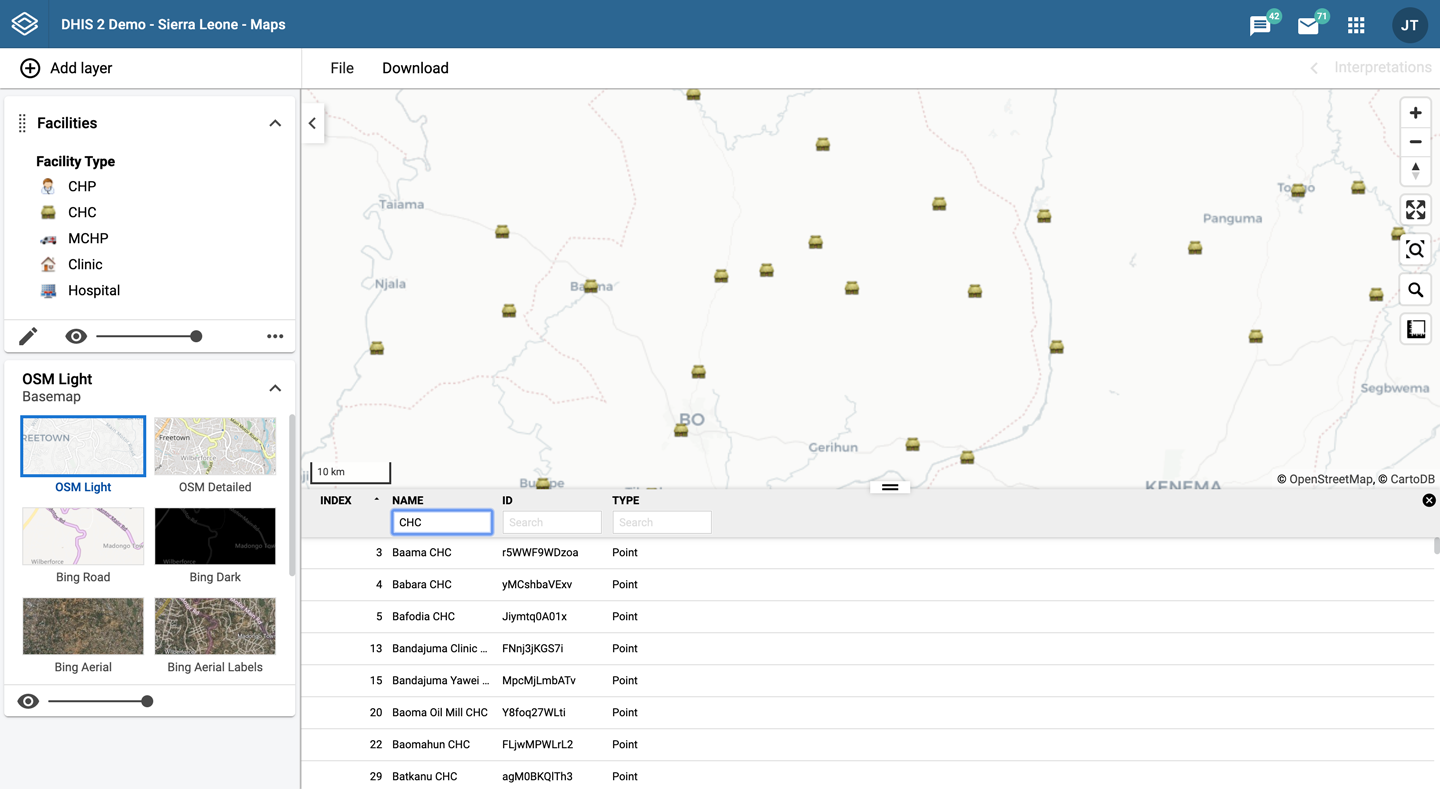 DHIS 2 Demo - Sierra Leone - Maps
42
71
JT
Add layer
File
Download
Interpretations
Facilities
Facility Type
CHP
CHC
MCHP
Clinic
Hospital
OSM Light
Basemap
REETOWN
OSM Light
Freetown
Wilberforce
OSM Detailed
Madongo Tow
Wilberforce
Bing Road
Madongo Tow
Wilberforce
Bing Dark
Bing Aerial
Bing Aerial Labels
Taiama
Njala
BO
Gerihun
Panguma
Segbwema
KENEMA
10 km
© OpenStreetMap, © CartoDB
INDEX NAME ID TYPE
CHC Search Search
3 Baama CHC r5WWF9WDzoa Point
4 Babara CHC yMCshbaVExv Point
5 Bafodia CHC Jiymtq0A01x Point
13 Bandajuma Clinic ... FNnj3jKGS7i Point
15 Bandajuma Yawei ... MpcMjLmbATv Point
20 Baoma Oil Mill CHC Y8foq27WLti Point
22 Baomahun CHC FLjwMPWLrL2 Point
29 Batkanu CHC agM0BKQlTh3 Point